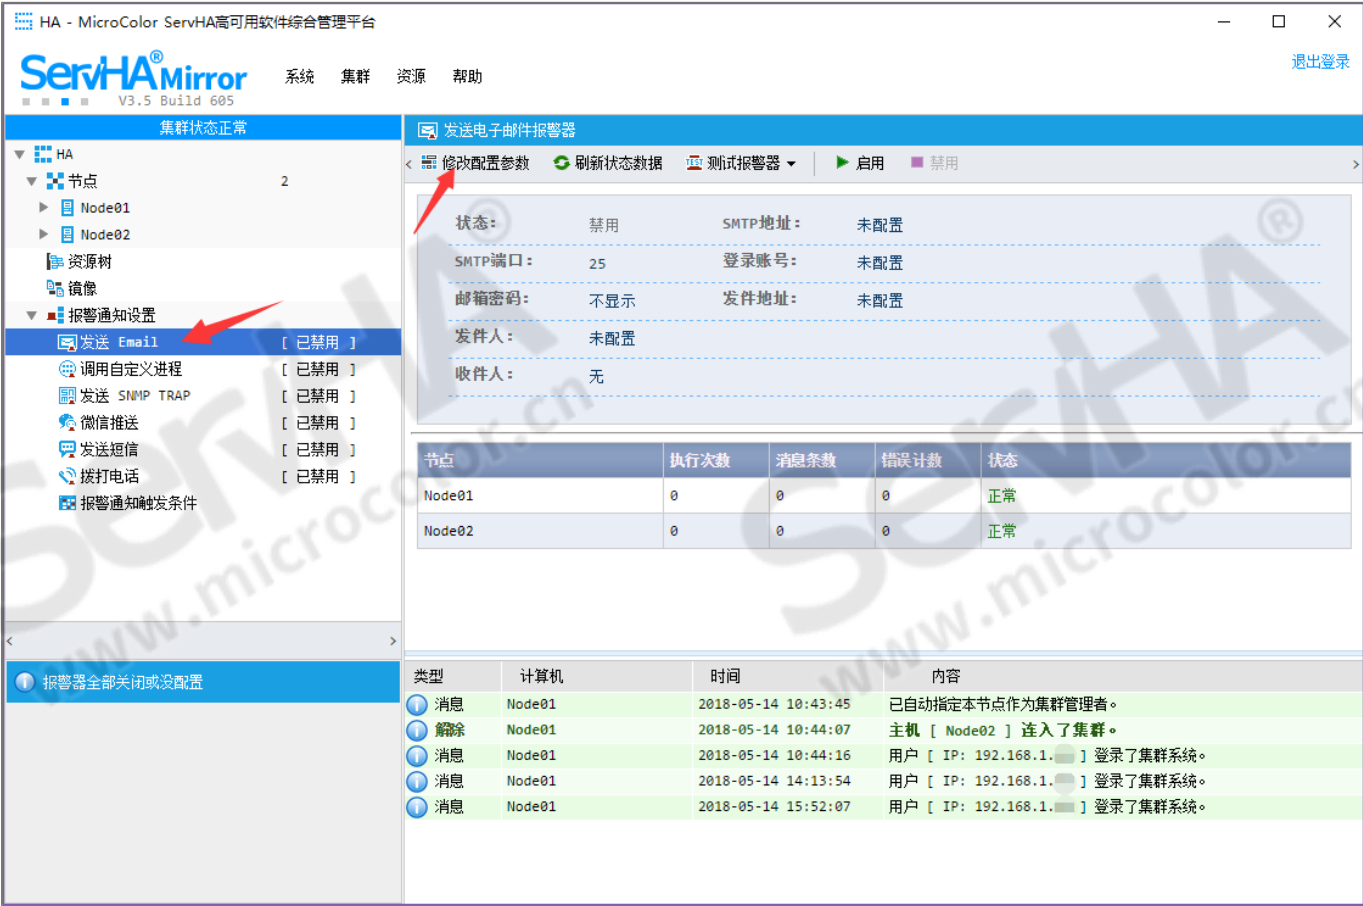 HA - MicroColor ServHA高可用软件综合管理平台
ServHA® Mirror
V3.5 Build 605
系统 集群 资源 帮助
退出登录
集群状态正常
HA
节点 2
Node01
Node02
资源树
镜像
报警通知设置
发送 Email [ 已禁用 ]
调用自定义进程 [ 已禁用 ]
发送 SNMP TRAP [ 已禁用 ]
微信推送 [ 已禁用 ]
发送短信 [ 已禁用 ]
拨打电话 [ 已禁用 ]
报警通知触发条件
报警器全部关闭或没配置
发送电子邮件报警器
修改配置参数 刷新状态数据 TEST 测试报警器 启用 禁用
状态: 禁用 SMTP地址: 未配置
SMTP端口: 25 登录账号: 未配置
邮箱密码: 不显示 发件地址: 未配置
发件人: 未配置
收件人: 无
节点 执行次数 消息条数 错误计数 状态
Node01 0 0 0 正常
Node02 0 0 0 正常
类型 计算机 时间 内容
消息 Node01 2018-05-14 10:43:45 已自动指定本节点作为集群管理者。
解除 Node01 2018-05-14 10:44:07 主机 [ Node02 ] 连入了集群。
消息 Node01 2018-05-14 10:44:16 用户 [ IP: 192.168.1. ] 登录了集群系统。
消息 Node01 2018-05-14 14:13:54 用户 [ IP: 192.168.1. ] 登录了集群系统。
消息 Node01 2018-05-14 15:52:07 用户 [ IP: 192.168.1. ] 登录了集群系统。
ServHA®
www.microcolor.cn
ServHA®
www.microcolor.cn